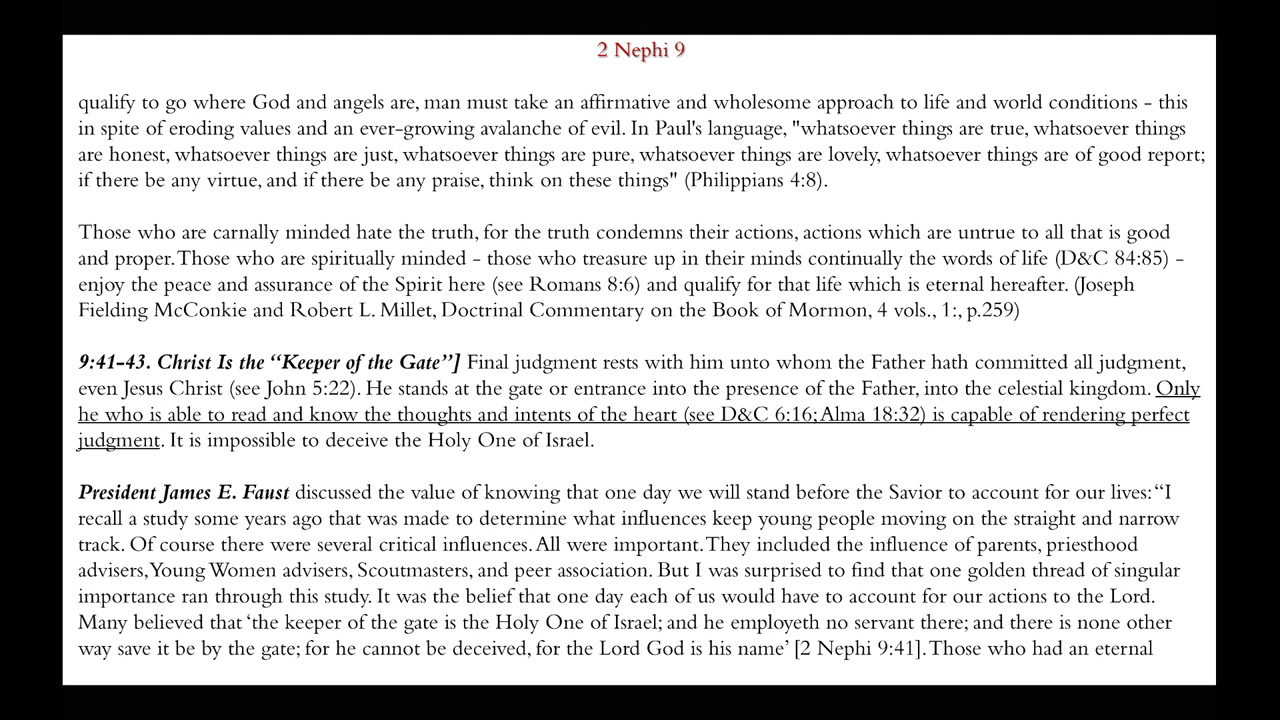 2 Nephi 9
qualify to go where God and angels are, man must take an affirmative and wholesome approach to life and world conditions - this
in spite of eroding values and an ever-growing avalanche of evil. In Paul's language, "whatsoever things are true, whatsoever things
are honest, whatsoever things are just, whatsoever things are pure, whatsoever things are lovely, whatsoever things are of good report;
if there be any virtue, and if there be any praise, think on these things" (Philippians 4:8).
Those who are carnally minded hate the truth, for the truth condemns their actions, actions which are untrue to all that is good
and proper. Those who are spiritually minded - those who treasure up in their minds continually the words of life (D&C 84:85) -
enjoy the peace and assurance of the Spirit here (see Romans 8:6) and qualify for that life which is eternal hereafter. (Joseph
Fielding McConkie and Robert L. Millet, Doctrinal Commentary on the Book of Mormon, 4 vols., 1:, p.259)
9:41-43. Christ Is the “Keeper of the Gate”] Final judgment rests with him unto whom the Father hath committed all judgment,
even Jesus Christ (see John 5:22). He stands at the gate or entrance into the presence of the Father, into the celestial kingdom. Only
he who is able to read and know the thoughts and intents of the heart (see D&C 6:16; Alma 18:32) is capable of rendering perfect
judgment. It is impossible to deceive the Holy One of Israel.
President James E. Faust discussed the value of knowing that one day we will stand before the Savior to account for our lives: “I
recall a study some years ago that was made to determine what influences keep young people moving on the straight and narrow
track. Of course there were several critical influences. All were important. They included the influence of parents, priesthood
advisers, Young Women advisers, Scoutmasters, and peer association. But I was surprised to find that one golden thread of singular
importance ran through this study. It was the belief that one day each of us would have to account for our actions to the Lord.
Many believed that ‘the keeper of the gate is the Holy One of Israel; and he employeth no servant there; and there is none other
way save it be by the gate; for he cannot be deceived, for the Lord God is his name’ [2 Nephi 9:41]. Those who had an eternal